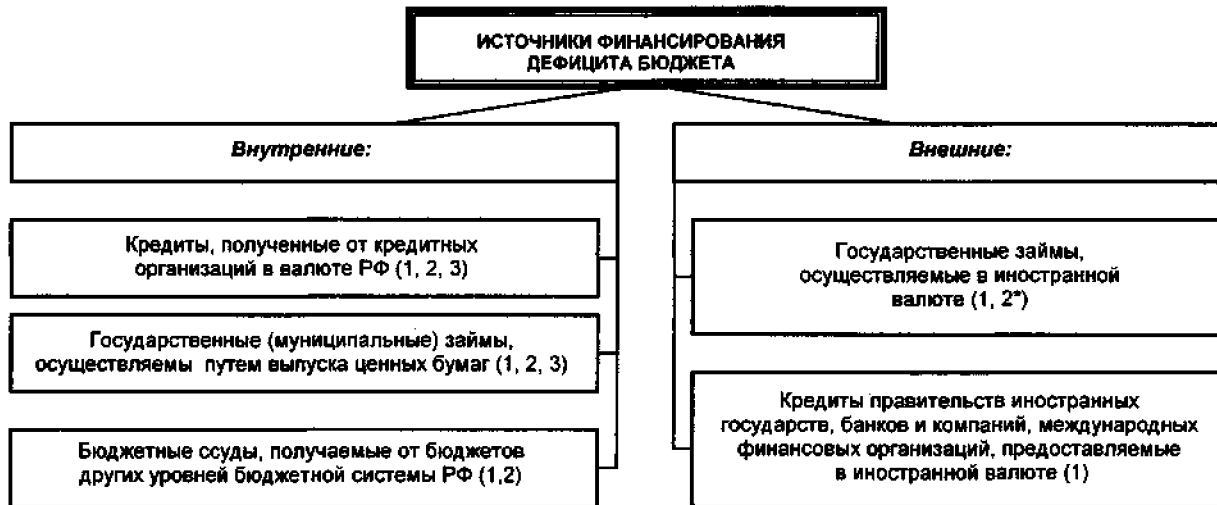 ИСТОЧНИКИ ФИНАНСИРОВАНИЯ
ДЕФИЦИТА БЮДЖЕТА
Внутренние:
Кредиты, полученные от кредитных
организаций в валюте РФ (1, 2, 3)
Государственные (муниципальные) займы,
осуществляемы путем выпуска ценных бумаг (1, 2, 3)
Бюджетные ссуды, получаемые от бюджетов
других уровней бюджетной системы РФ (1,2)
Внешние:
Государственные займы,
осуществляемые в иностранной
валюте (1, 2*)
Кредиты правительств иностранных
государств, банков и компаний, международных
финансовых организаций, предоставляемые
в иностранной валюте (1)